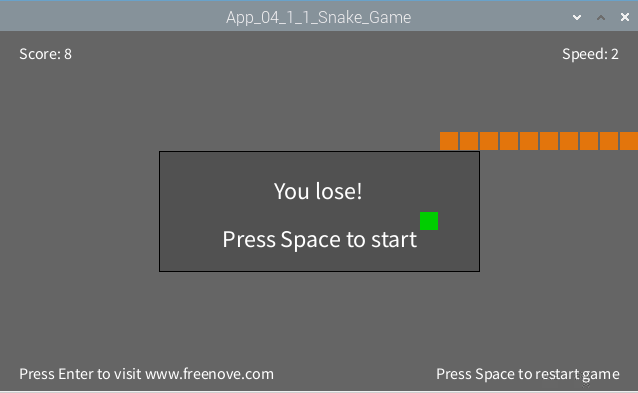 App_04_1_1_Snake_Game
Score: 8
Speed: 2
You lose!
Press Space to start
Press Enter to visit www.freenove.com
Press Space to restart game